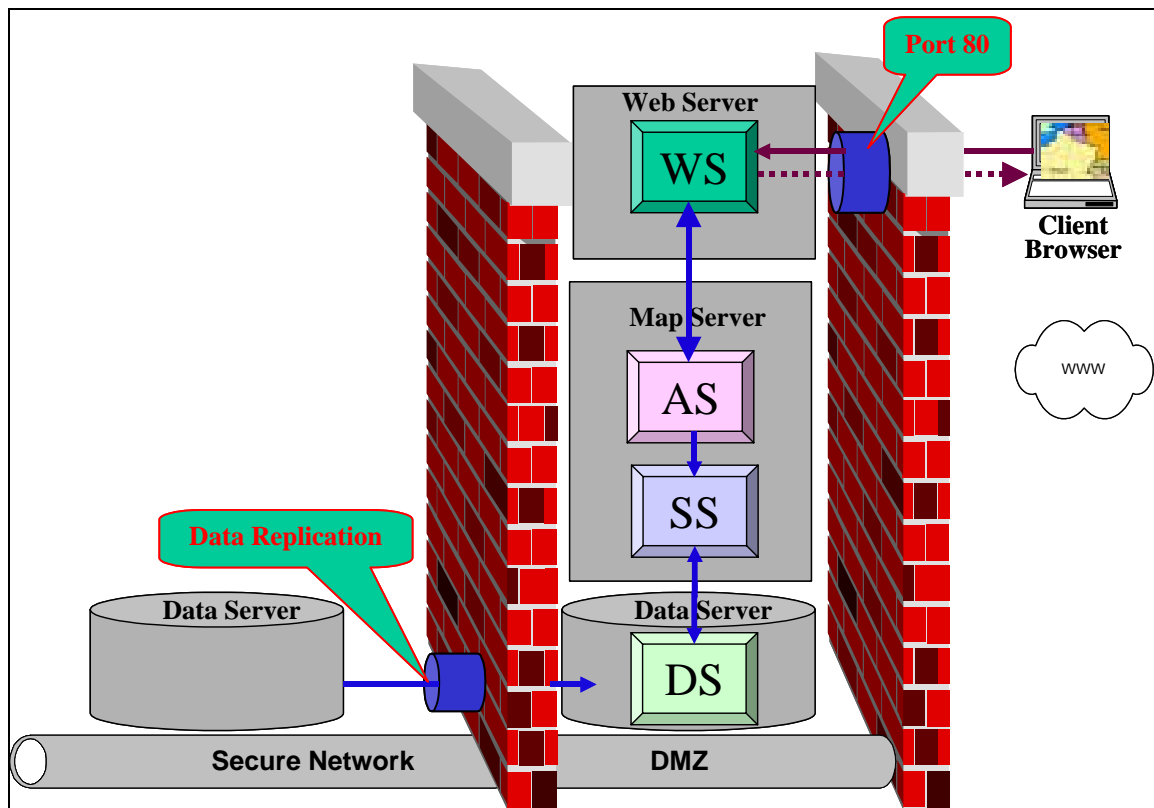 Port 80
Web Server
WS
Client
Browser
Map Server
www
AS
SS
Data Replication
Data Server
Data Server
DS
Secure Network
DMZ